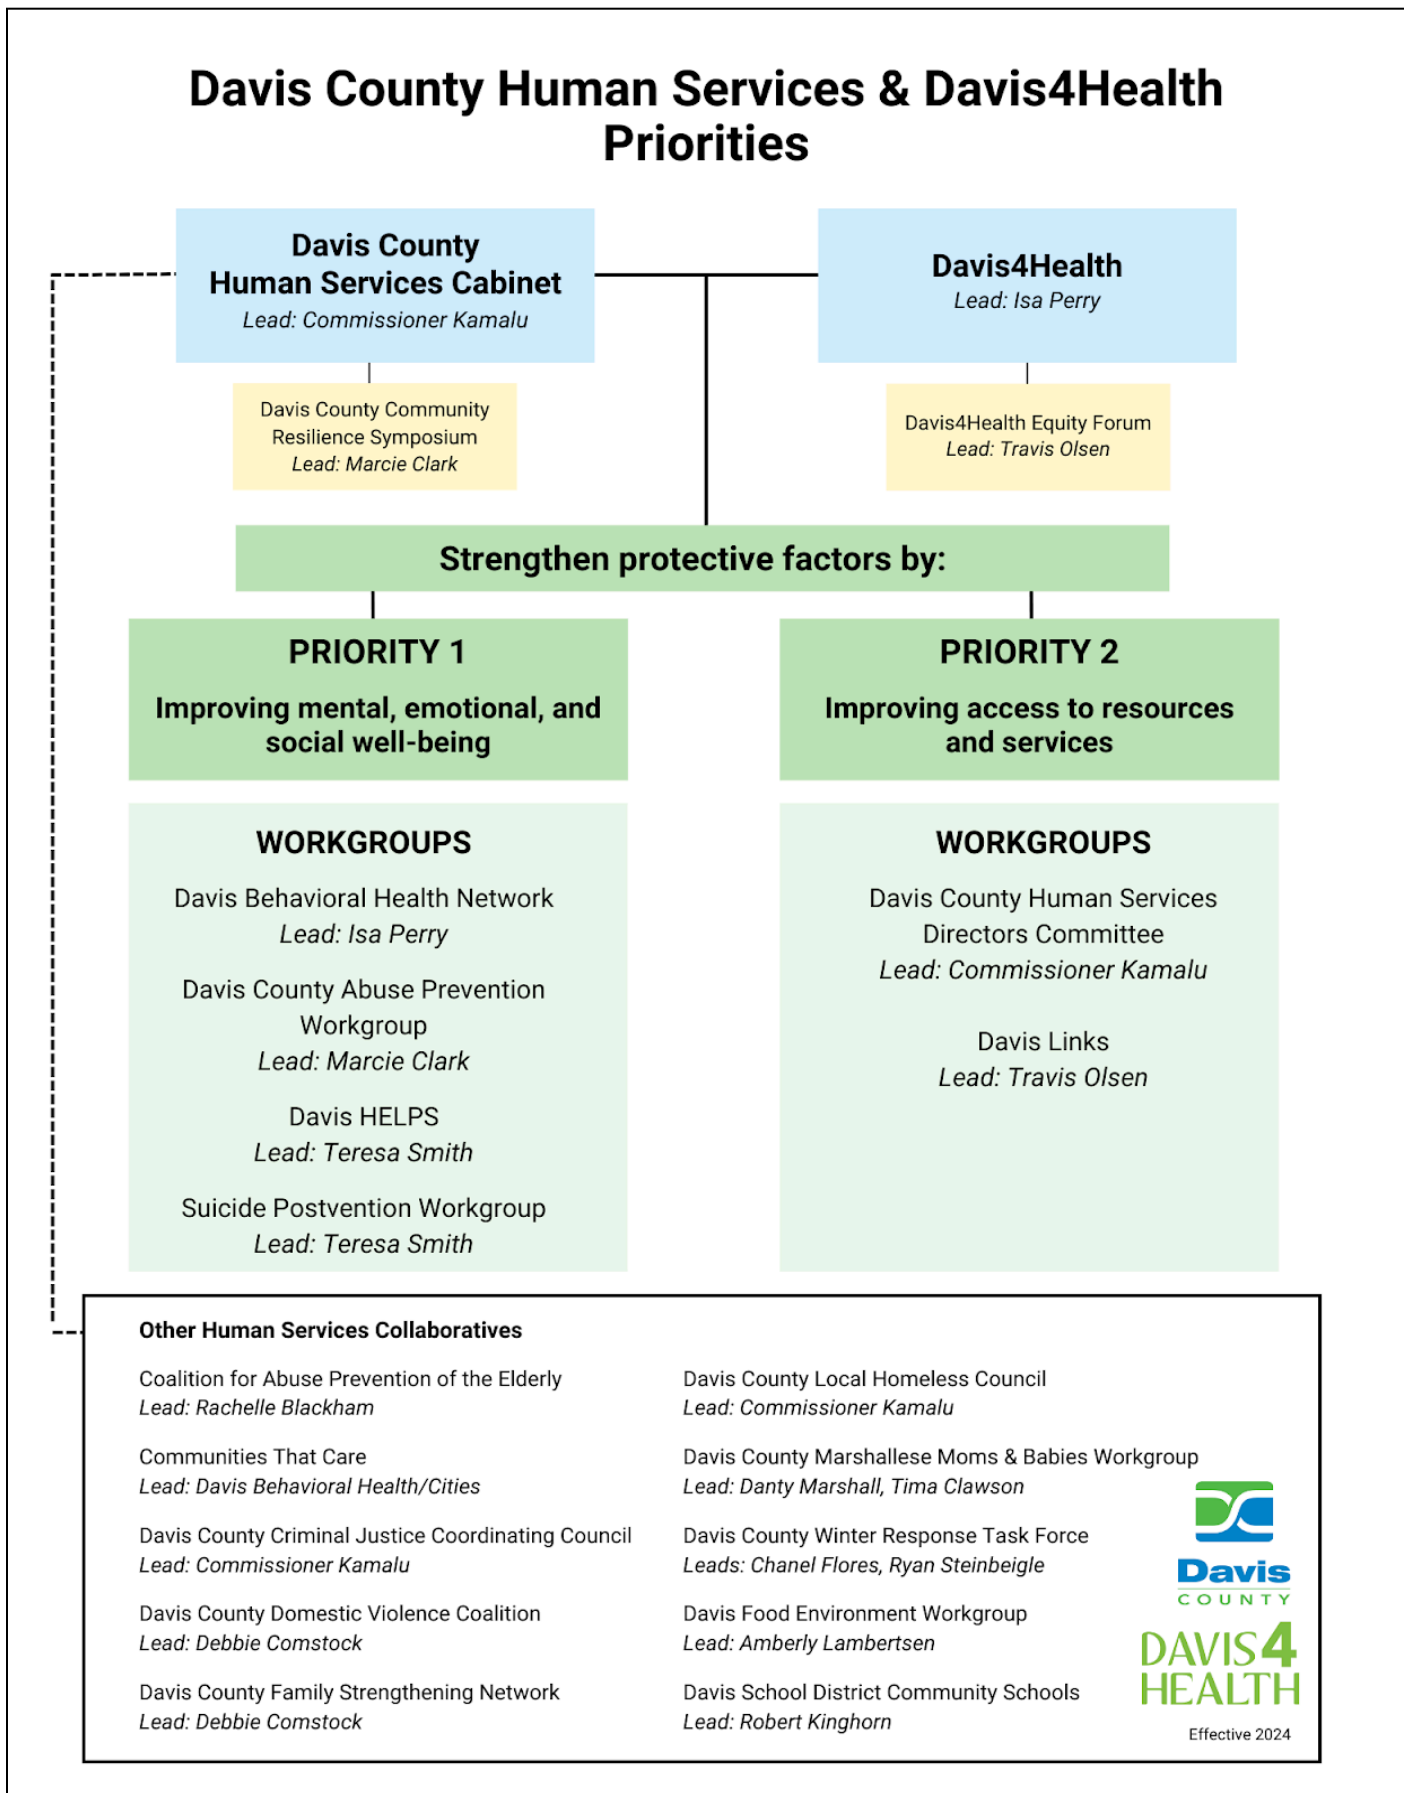 Davis County Human Services & Davis4Health
Priorities
Davis County
Human Services Cabinet
Lead: Commissioner Kamalu
Davis4Health
Lead: Isa Perry
Davis County Community
Resilience Symposium
Lead: Marcie Clark
Davis4Health Equity Forum
Lead: Travis Olsen
Strengthen protective factors by:
PRIORITY 1
Improving mental, emotional, and
social well-being
PRIORITY 2
Improving access to resources
and services
WORKGROUPS
Davis Behavioral Health Network
Lead: Isa Perry
Davis County Abuse Prevention
Workgroup
Lead: Marcie Clark
Davis HELPS
Lead: Teresa Smith
Suicide Postvention Workgroup
Lead: Teresa Smith
WORKGROUPS
Davis County Human Services
Directors Committee
Lead: Commissioner Kamalu
Davis Links
Lead: Travis Olsen
Other Human Services Collaboratives
Coalition for Abuse Prevention of the Elderly
Lead: Rachelle Blackham
Communities That Care
Lead: Davis Behavioral Health/Cities
Davis County Criminal Justice Coordinating Council
Lead: Commissioner Kamalu
Davis County Domestic Violence Coalition
Lead: Debbie Comstock
Davis County Family Strengthening Network
Lead: Debbie Comstock
Davis County Local Homeless Council
Lead: Commissioner Kamalu
Davis County Marshallese Moms & Babies Workgroup
Lead: Danty Marshall, Tima Clawson
Davis County Winter Response Task Force
Leads: Chanel Flores, Ryan Steinbeigle
Davis Food Environment Workgroup
Lead: Amberly Lambertsen
Davis School District Community Schools
Lead: Robert Kinghorn
Davis
COUNTY
DAVIS4
HEALTH
Effective 2024